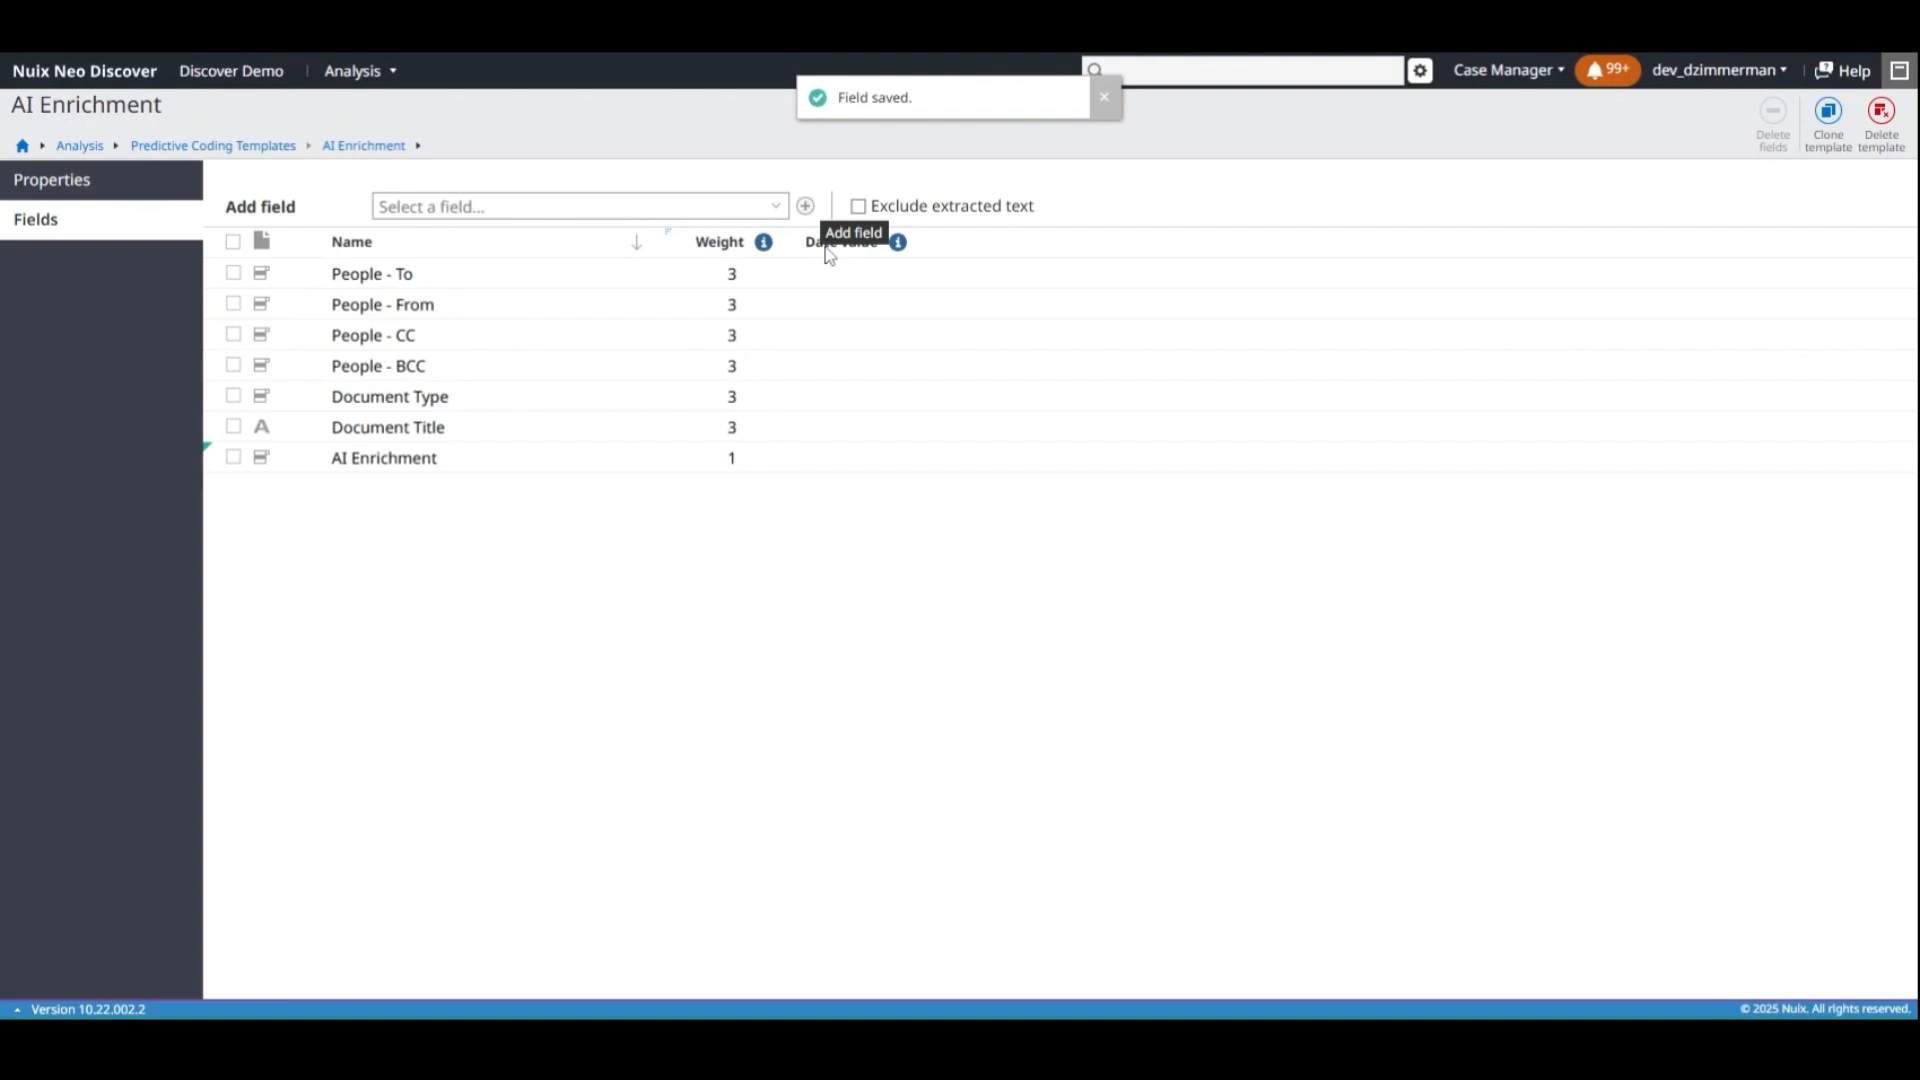 Nuix Neo Discover Discover Demo Analysis Case Manager 99+ dev_dzimmerman Help
AI Enrichment
Field saved.
Analysis Predictive Coding Templates AI Enrichment
Delete fields
Clone template
Delete template
Properties
Fields
Add field Select a field... Exclude extracted text
Add field
Name Weight Date value
People - To 3
People - From 3
People - CC 3
People - BCC 3
Document Type 3
A Document Title 3
AI Enrichment 1
Version 10.22.002.2
© 2025 Nuix. All rights reserved.